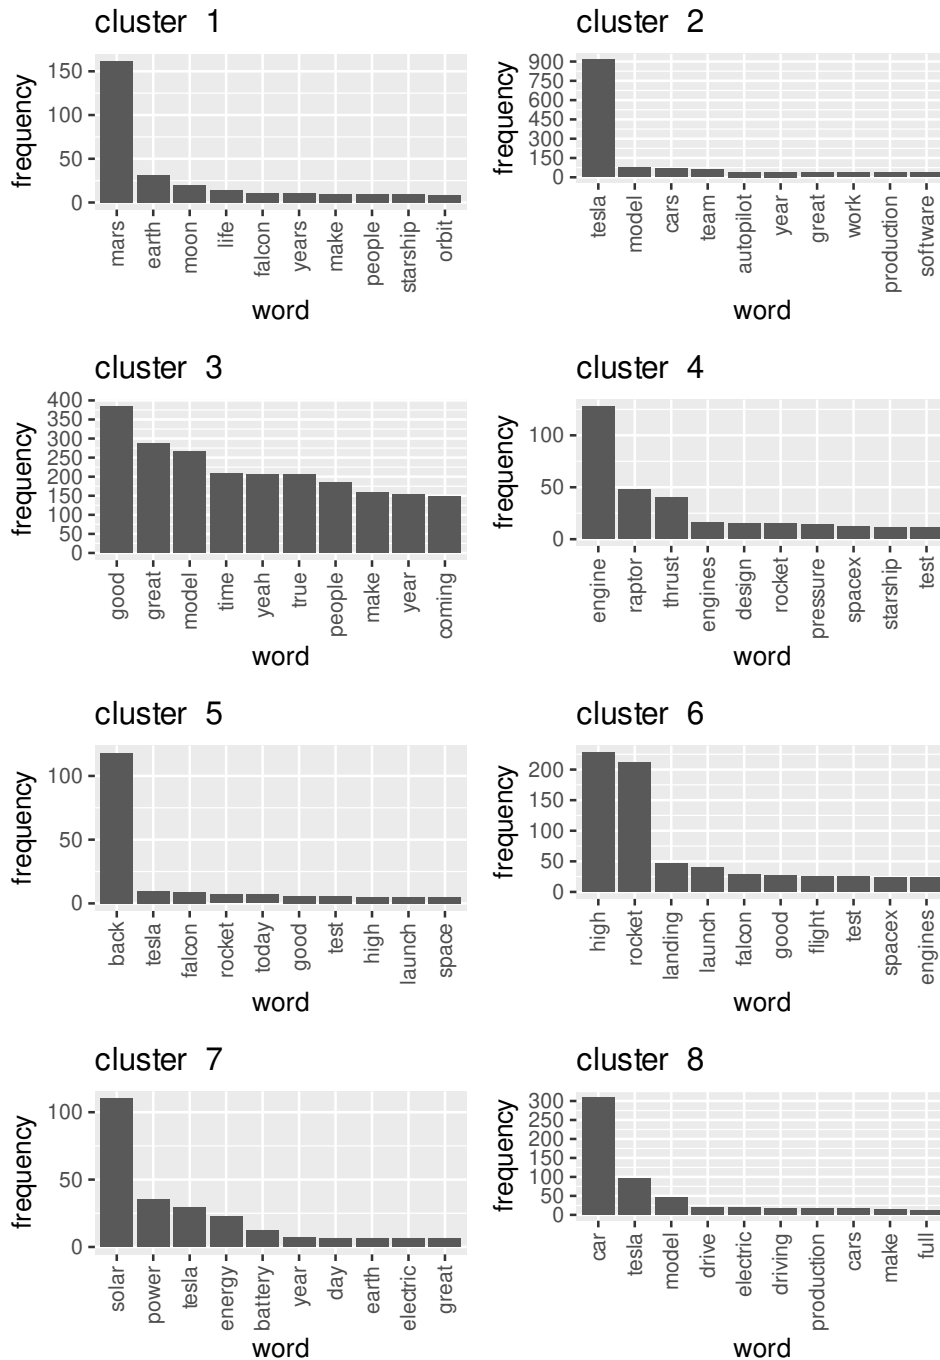 cluster 1
cluster 2
frequency
150
100
50
0
mars
earth
moon
life
falcon
years
make
people
starship
orbit
word
frequency
900
750
600
450
300
150
0
tesla
model
cars
team
autopilot
year
great
work
production
software
word
cluster 3
cluster 4
frequency
400
350
300
250
200
150
100
50
0
good
great
model
time
yeah
true
people
make
year
coming
word
frequency
100
50
0
engine
raptor
thrust
engines
design
rocket
pressure
spacex
starship
test
word
cluster 5
cluster 6
frequency
100
50
0
back
tesla
falcon
rocket
today
good
test
high
launch
space
word
frequency
200
150
100
50
0
high
rocket
landing
launch
falcon
good
flight
test
spacex
engines
word
cluster 7
cluster 8
frequency
100
50
0
solar
power
tesla
energy
battery
year
day
earth
electric
great
word
frequency
300
250
200
150
100
50
0
car
tesla
model
drive
electric
driving
production
cars
make
full
word